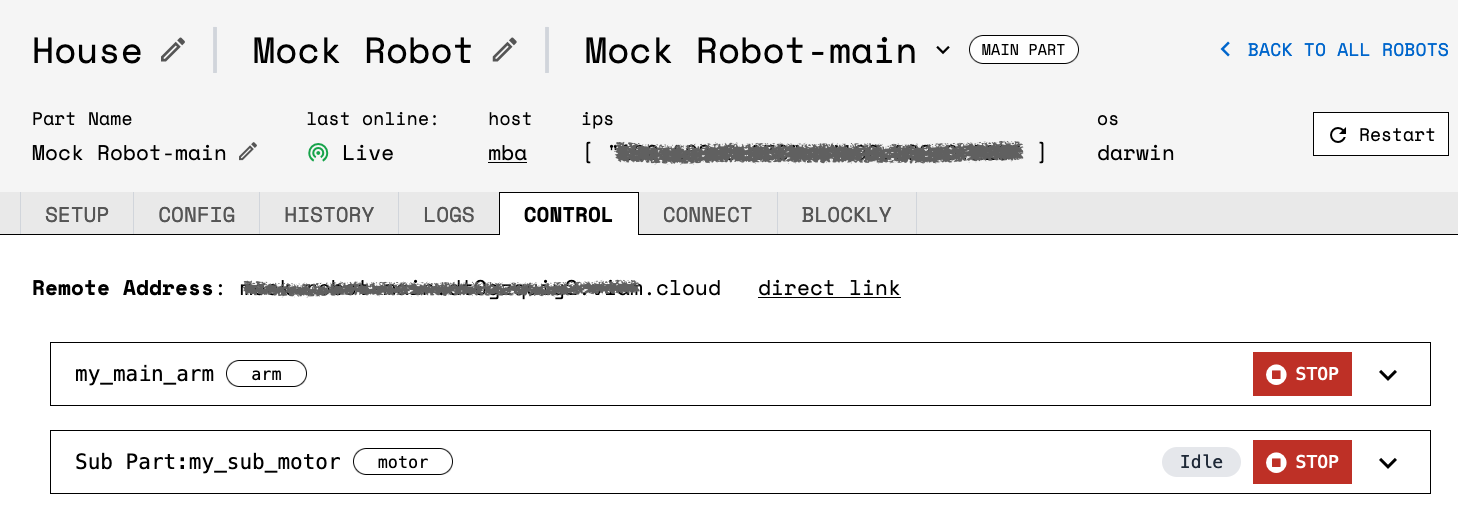 House Mock Robot Mock Robot-main MAIN PART BACK TO ALL ROBOTS
Part Name last online: host ips os
Mock Robot-main Live mba [ " ] darwin Restart
SETUP CONFIG HISTORY LOGS CONTROL CONNECT BLOCKLY
Remote Address: .cloud direct link
my_main_arm arm STOP
Sub Part:my_sub_motor motor Idle STOP